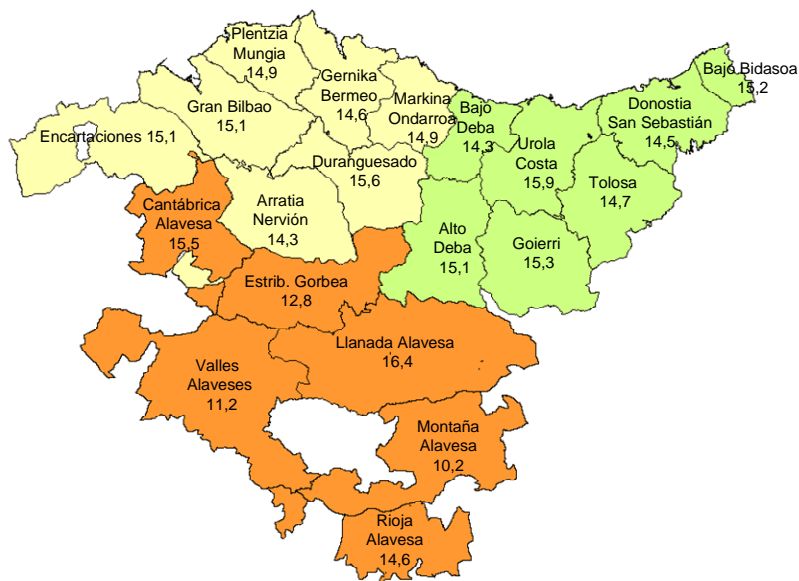 Plentzia
Mungia
14,9
Gernika
Bermeo
14,6
Markina
Ondarroa
14,9
Gran Bilbao
15,1
Encartaciones 15,1
Duranguesado
15,6
Arratia
Nervión
14,3
Bajo
Deba
14,3
Urola
Costa
15,9
Donostia
San Sebastián
14,5
Bajo Bidasoa
15,2
Tolosa
14,7
Alto
Deba
15,1
Goierri
15,3
Cantábrica
Alavesa
15,5
Estrib. Gorbea
12,8
Llanada Alavesa
16,4
Valles
Alaveses
11,2
Montaña
Alavesa
10,2
Rioja
Alavesa
14,6